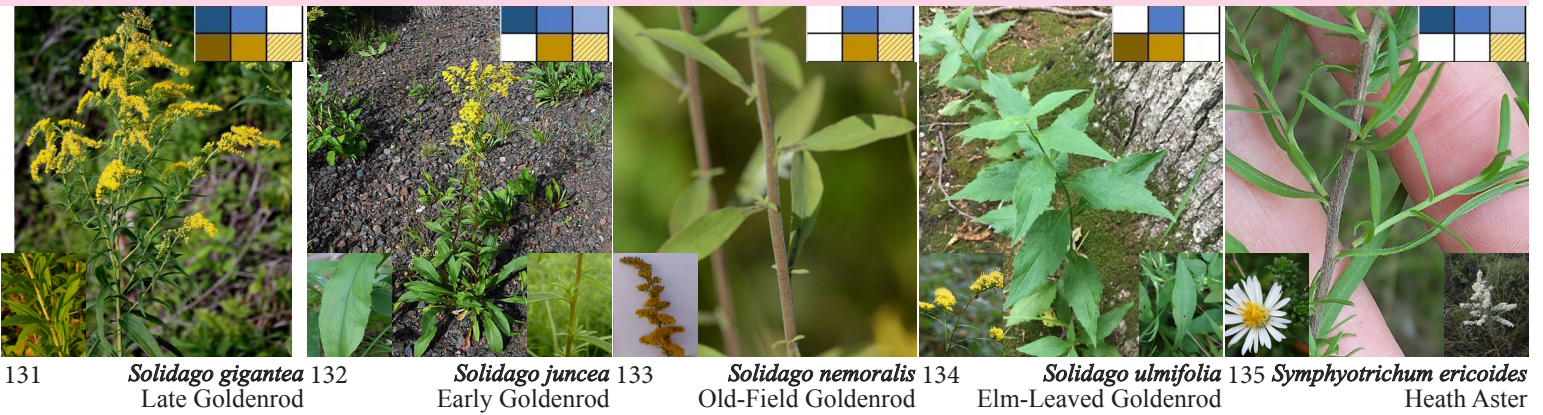 131 Solidago gigantea
Late Goldenrod
132 Solidago juncea
Early Goldenrod
133 Solidago nemoralis
Old-Field Goldenrod
134 Solidago ulmifolia
Elm-Leaved Goldenrod
135 Symphyotrichum ericoides
Heath Aster